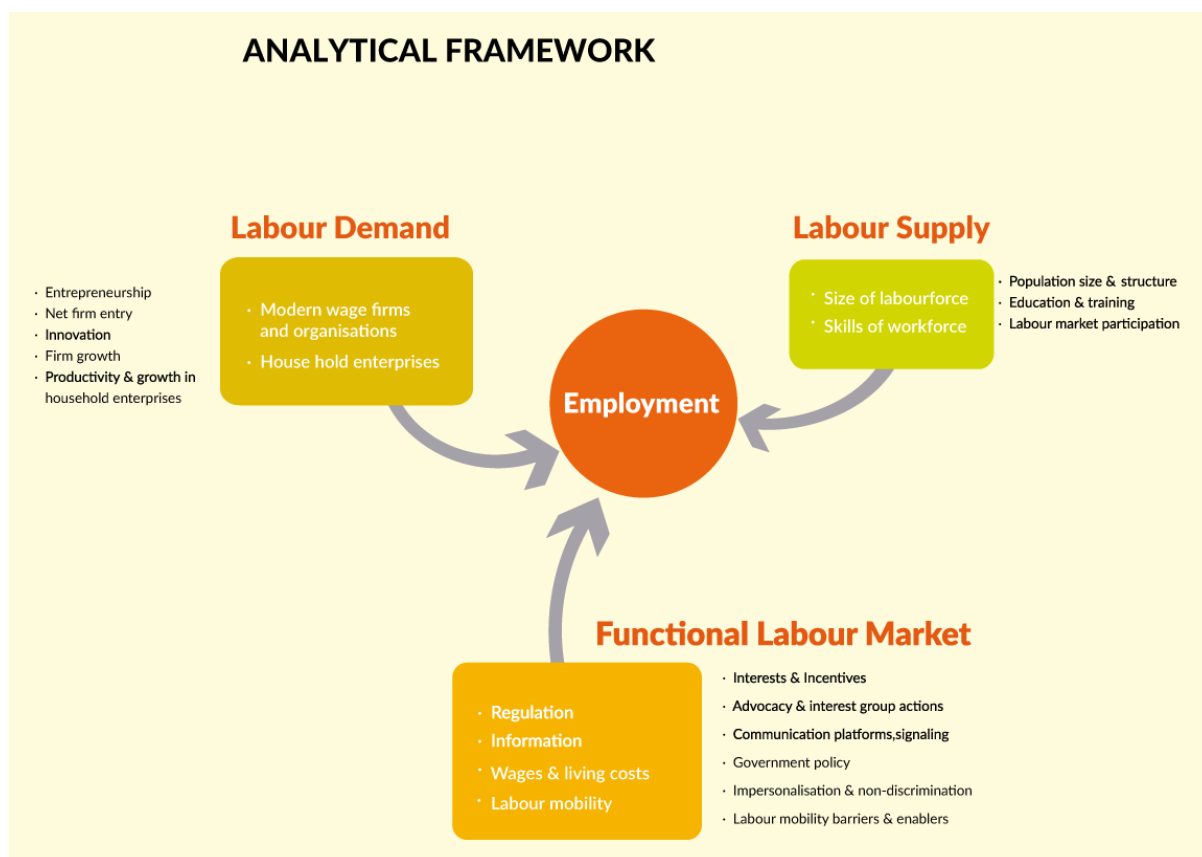 ANALYTICAL FRAMEWORK
Labour Demand
· Entrepreneurship
· Net firm entry
· Innovation
· Firm growth
· Productivity & growth in
household enterprises
· Modern wage firms
and organisations
· House hold enterprises
Labour Supply
· Size of labourforce
· Skills of workforce
· Population size & structure
· Education & training
· Labour market participation
Employment
Functional Labour Market
· Regulation
· Information
· Wages & living costs
· Labour mobility
· Interests & Incentives
· Advocacy & interest group actions
· Communication platforms,signaling
· Government policy
· Impersonalisation & non-discrimination
· Labour mobility barriers & enablers